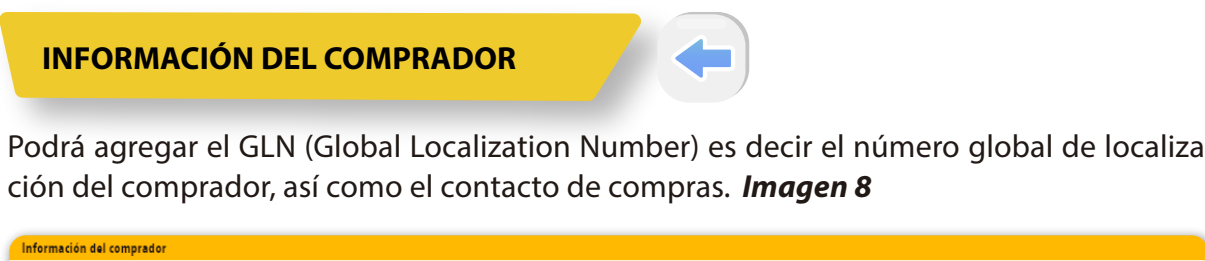 INFORMACIÓN DEL COMPRADOR
Podrá agregar el GLN (Global Localization Number) es decir el número global de localiza
ción del comprador, así como el contacto de compras. Imagen 8
Información del comprador